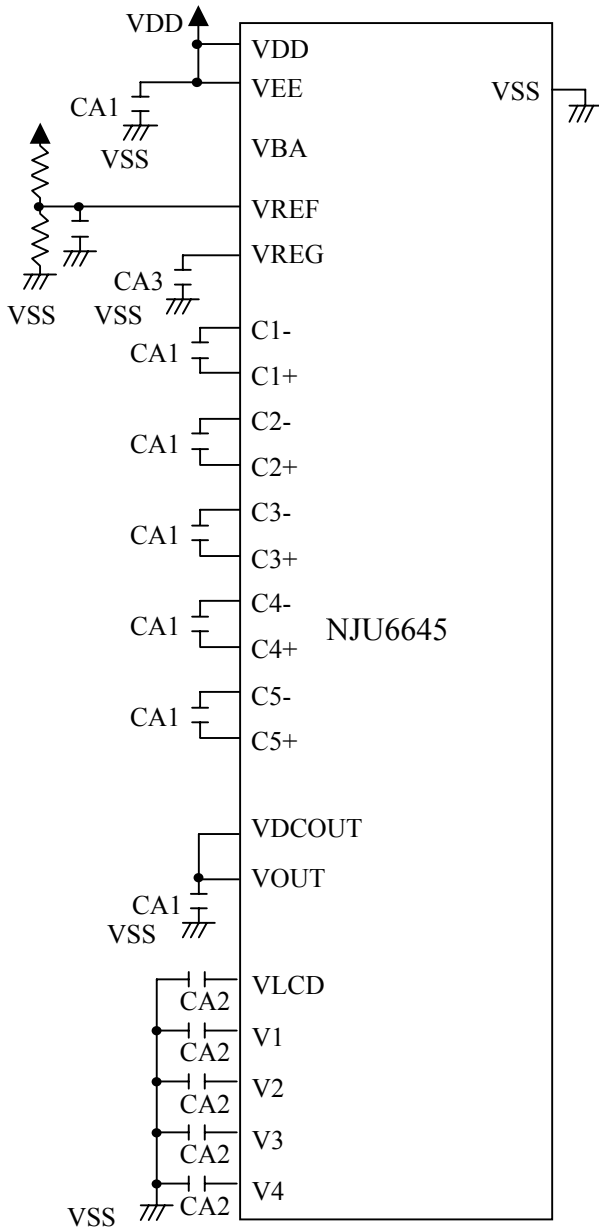 VDD
VDD
VEE
VSS
CA1
VSS
VBA
VREF
VREG
CA3
VSS
VSS
C1-
CA1
C1+
C2-
CA1
C2+
C3-
CA1
C3+
C4-
CA1
NJU6645
C4+
C5-
CA1
C5+
VDCOUT
VOUT
CA1
VSS
VLCD
CA2
V1
CA2
V2
CA2
V3
CA2
V4
CA2
VSS